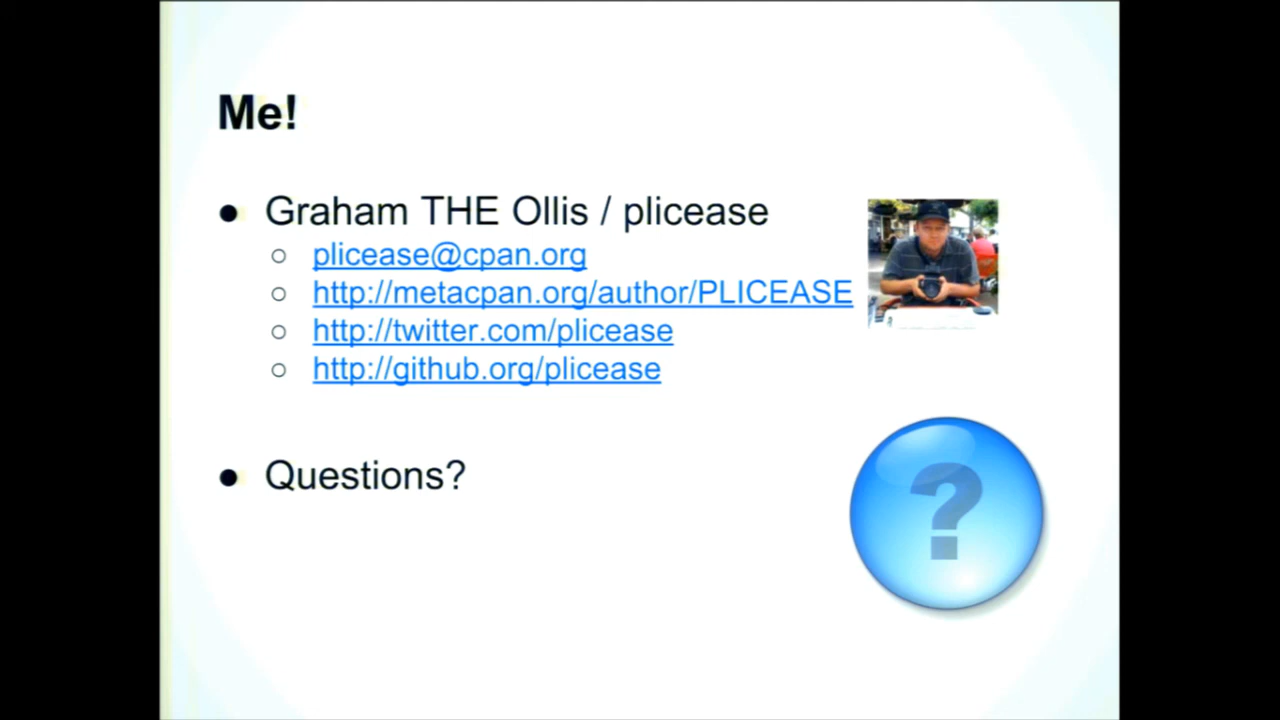 Me!
● Graham THE Ollis / plicease
○ plicease@cpan.org
○ http://metacpan.org/author/PLICEASE
○ http://twitter.com/plicease
○ http://github.org/plicease
● Questions?
?